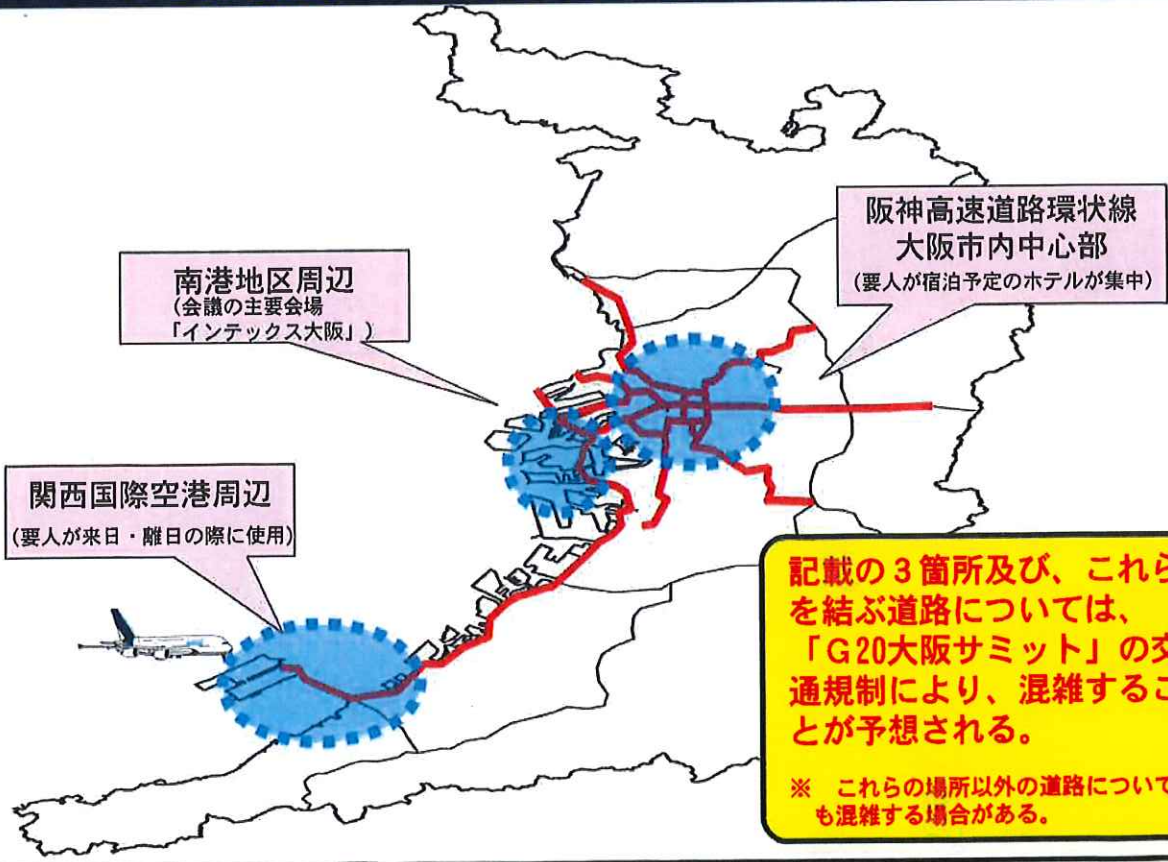 阪神高速道路環状線
大阪市内中心部
(要人が宿泊予定のホテルが集中)
南港地区周辺
(会議の主要会場
「インテックス大阪」)
関西国際空港周辺
(要人が来日・離日の際に使用)
記載の3箇所及び、これら
を結ぶ道路については、
「G20大阪サミット」の交
通規制により、混雑するこ
とが予想される。
※ これらの場所以外の道路について
も混雑する場合がある。